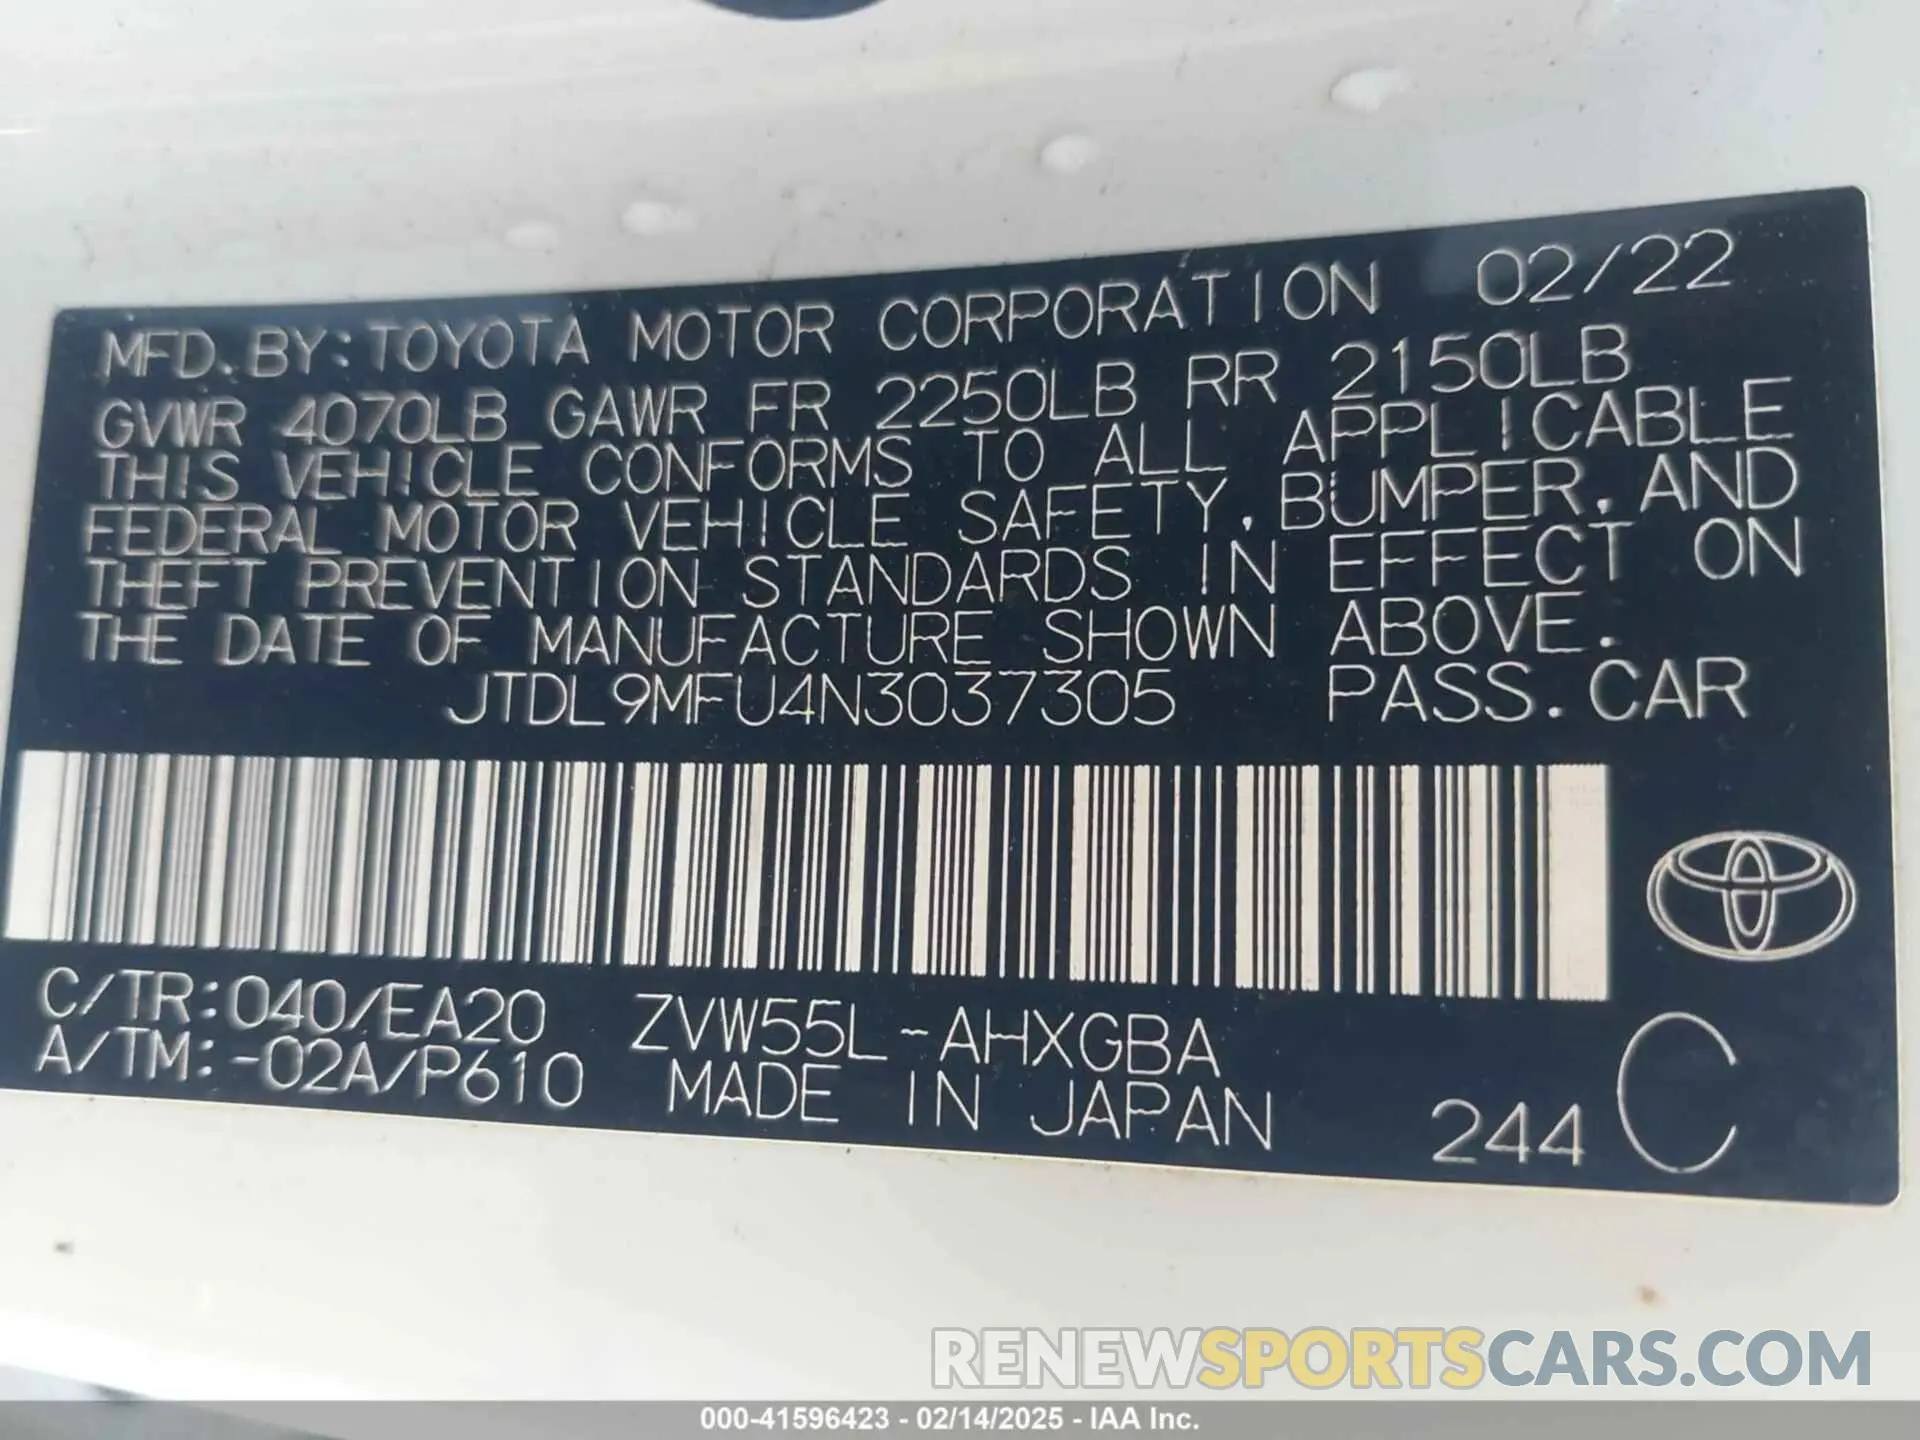 MFD. BY: TOYOTA MOTOR CORPORATION 02/22
GVWR 4070LB GAWR FR 2250LB RR 2150LB
THIS VEHICLE CONFORMS TO ALL APPLICABLE
FEDERAL MOTOR VEHICLE SAFETY, BUMPER, AND
THEFT PREVENTION STANDARDS IN EFFECT ON
THE DATE OF MANUFACTURE SHOWN ABOVE.
JTDL9MFU4N3037305 PASS. CAR
C/TR:040/EA20 ZVW55L-AHXGBA
A/TM:-02A/P610 MADE IN JAPAN 244 C
RENEWSPORTSCARS.COM
000-41596423 - 02/14/2025 - IAA Inc.